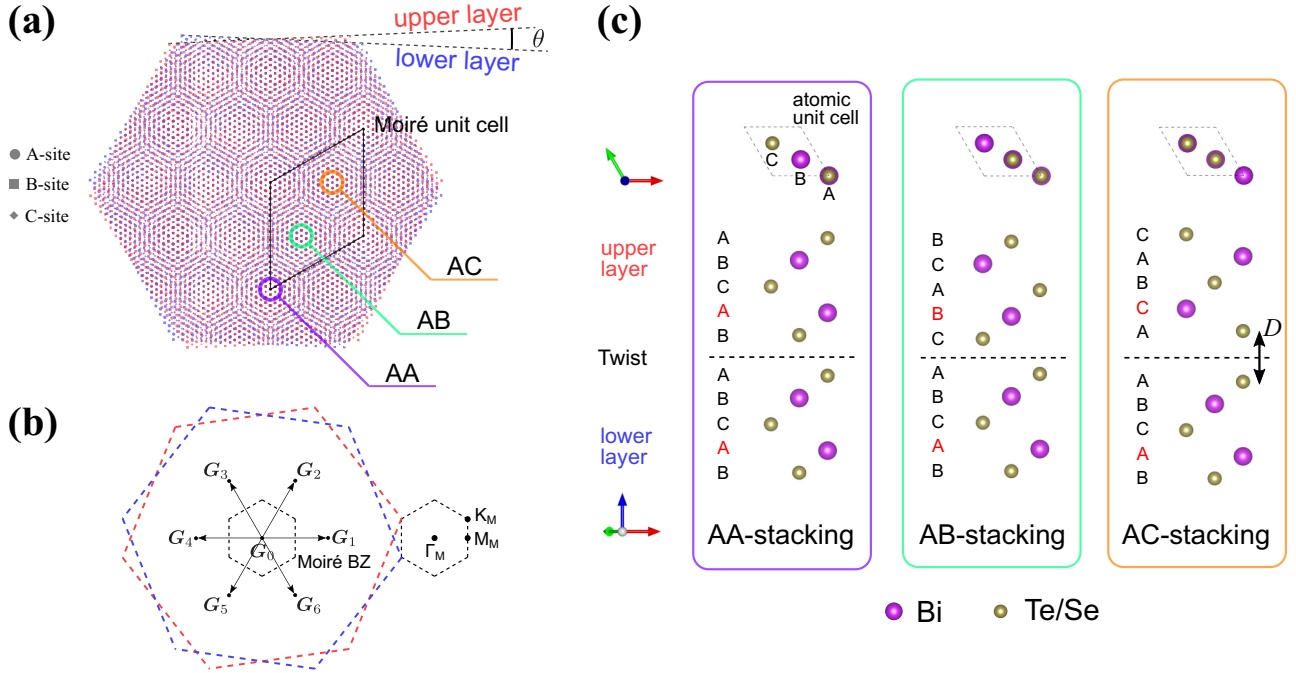 (a)
upper layer
θ
lower layer
Moiré unit cell
A-site
B-site
C-site
AC
AB
AA
(b)
G3
G2
G4
G0
G1
Moiré BZ
G5
G6
KM
MM
ΓM
(c)
atomic
unit cell
C
B
A
upper
layer
Twist
lower
layer
A
B
C
A
B
A
B
C
A
B
AA-stacking
B
C
A
B
C
A
B
C
A
B
AB-stacking
C
A
B
C
A
D
A
B
C
A
B
AC-stacking
Bi
Te/Se